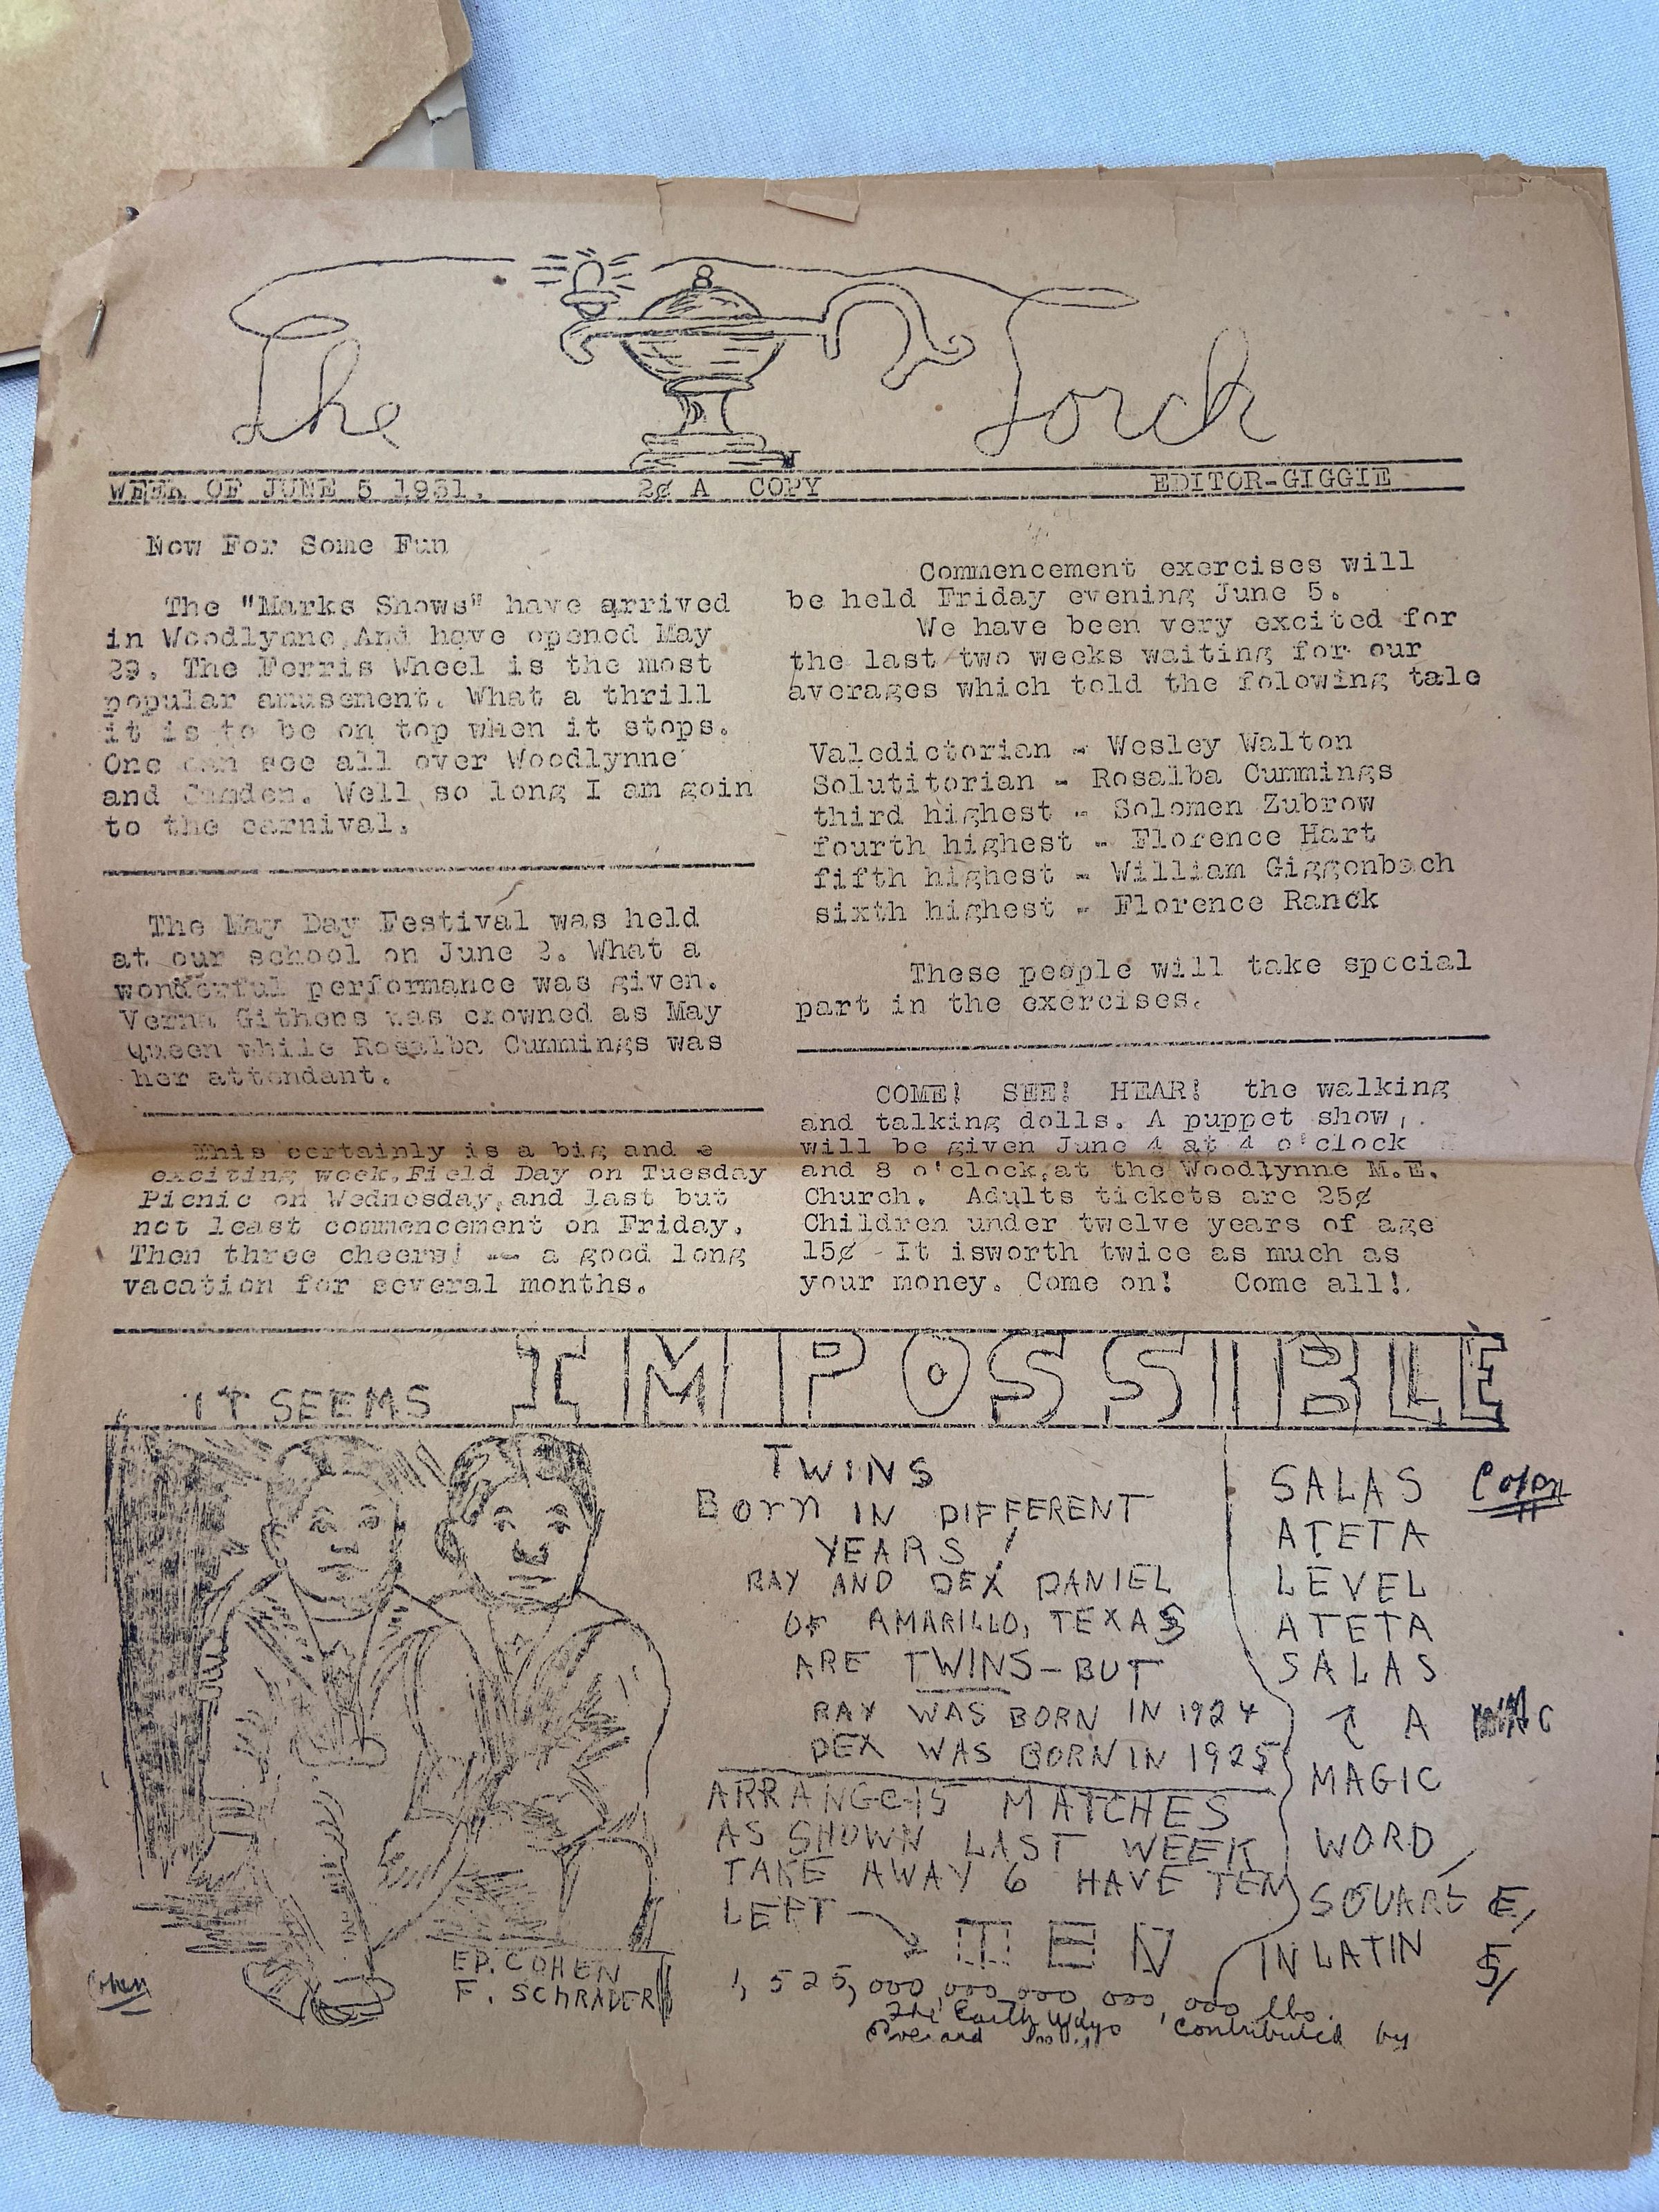 The Torch
WEEK OF JUNE 5 1931. 2¢ A COPY EDITOR-GIGGIE
Now For Some Fun
The "Marks Shows" have arrived
in Woodlynne,And have opened May
29. The Ferris Wheel is the most
popular amusement. What a thrill
it is to be on top when it stops.
One can see all over Woodlynne
and Camden. Well so long I am goin
to the carnival.
The May Day Festival was held
at our school on June 2. What a
wonderful performance was given.
Verna Githens was crowned as May
Queen while Rosalba Cummings was
her attendant.
This certainly is a big and e
exciting week.Field Day on Tuesday
Picnic on Wednesday,and last but
not least commencement on Friday.
Then three cheers! -- a good long
vacation for several months.
Commencement exercises will
be held Friday evening June 5.
We have been very excited for
the last two weeks waiting for our
averages which told the folowing tale
Valedictorian - Wesley Walton
Solutitorian - Rosalba Cummings
third highest - Solomen Zubrow
fourth highest - Florence Hart
fifth highest - William Giggenbach
sixth highest - Florence Ranck
These people will take special
part in the exercises.
COME! SEE! HEAR! the walking
and talking dolls. A puppet show,
will be given June 4 at 4 o'clock
and 8 o'clock,at the Woodlynne M.E.
Church. Adults tickets are 25¢
Children under twelve years of age
15¢ - It isworth twice as much as
your money. Come on! Come all!
IT SEEMS IMPOSSIBLE
TWINS
Born IN DIFFERENT
YEARS!
RAY AND DEX DANIEL
OF AMARILLO, TEXAS
ARE TWINS-BUT
RAY WAS BORN IN 1924
DEX WAS BORN IN 1925
ARRANGE 15 MATCHES
AS SHOWN LAST WEEK
TAKE AWAY 6 HAVE TEN
LEFT
TEN
SALAS Cohen
ATETA
LEVEL
ATETA
SALAS
A
MAGIC
WORD
SQUARE
IN LATIN
ED. COHEN
F. SCHRADER
Cohen
1,525,000,000,000,000,000 lbs.
The Earth
Contributed by